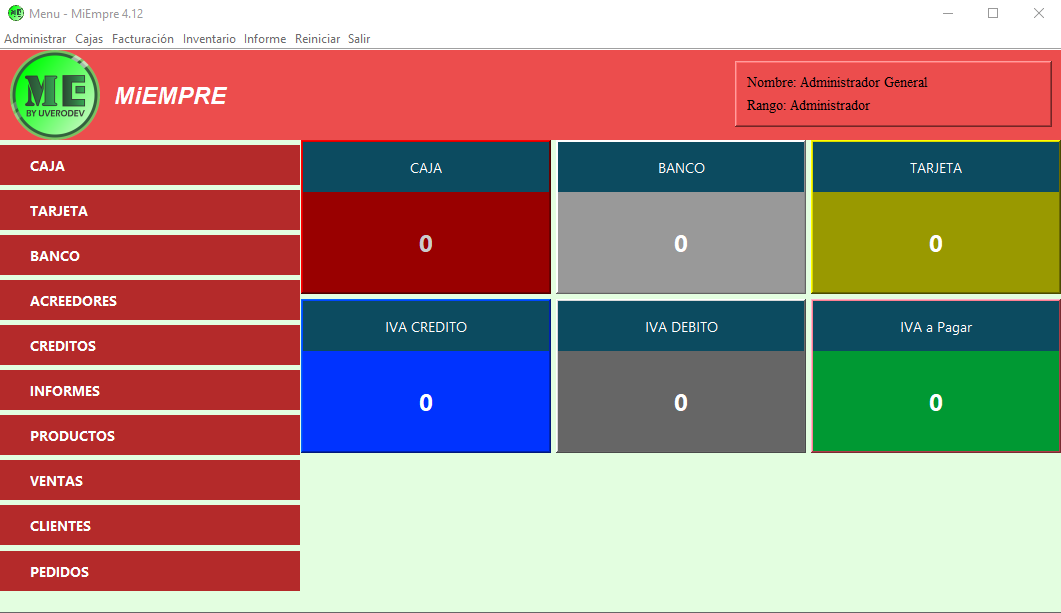 Menu - MiEmpre 4.12
Administrar Cajas Facturación Inventario Informe Reiniciar Salir
ME
BY UVERODEV
MiEMPRE
Nombre: Administrador General
Rango: Administrador
CAJA
TARJETA
BANCO
ACREEDORES
CREDITOS
INFORMES
PRODUCTOS
VENTAS
CLIENTES
PEDIDOS
CAJA BANCO TARJETA
0 0 0
IVA CREDITO IVA DEBITO IVA a Pagar
0 0 0